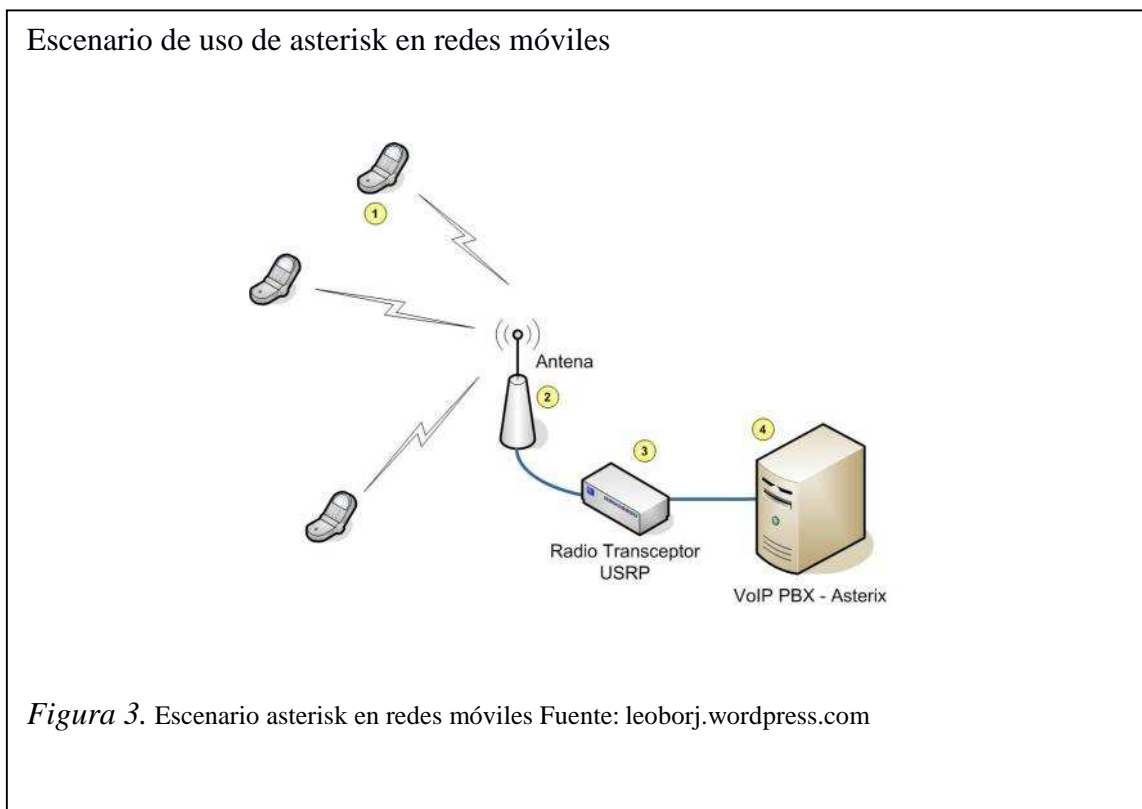 Escenario de uso de asterisk en redes móviles
1
Antena
2
3
4
Radio Transceptor
USRP
VoIP PBX - Asterix
Figura 3. Escenario asterisk en redes móviles Fuente: leoborj.wordpress.com